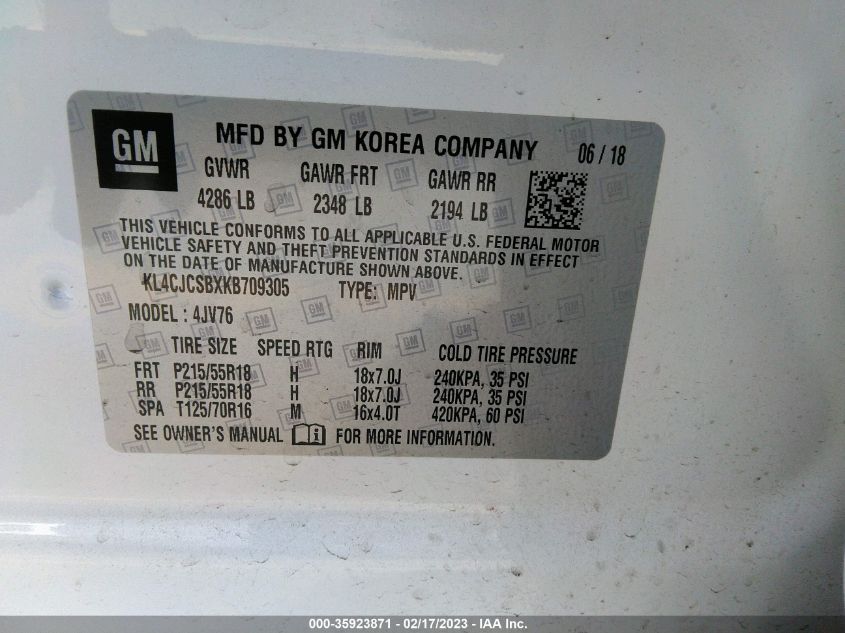 GM
MFD BY GM KOREA COMPANY 06 / 18
GVWR GAWR FRT GAWR RR
4286 LB 2348 LB 2194 LB
THIS VEHICLE CONFORMS TO ALL APPLICABLE U.S. FEDERAL MOTOR
VEHICLE SAFETY AND THEFT PREVENTION STANDARDS IN EFFECT
ON THE DATE OF MANUFACTURE SHOWN ABOVE.
KL4CJCSBXKB709305 TYPE: MPV
MODEL : 4JV76
TIRE SIZE SPEED RTG RIM COLD TIRE PRESSURE
FRT P215/55R18 H 18x7.0J 240KPA, 35 PSI
RR P215/55R18 H 18x7.0J 240KPA, 35 PSI
SPA T125/70R16 M 16x4.0T 420KPA, 60 PSI
SEE OWNER'S MANUAL FOR MORE INFORMATION.
000-35923871 - 02/17/2023 - IAA Inc.